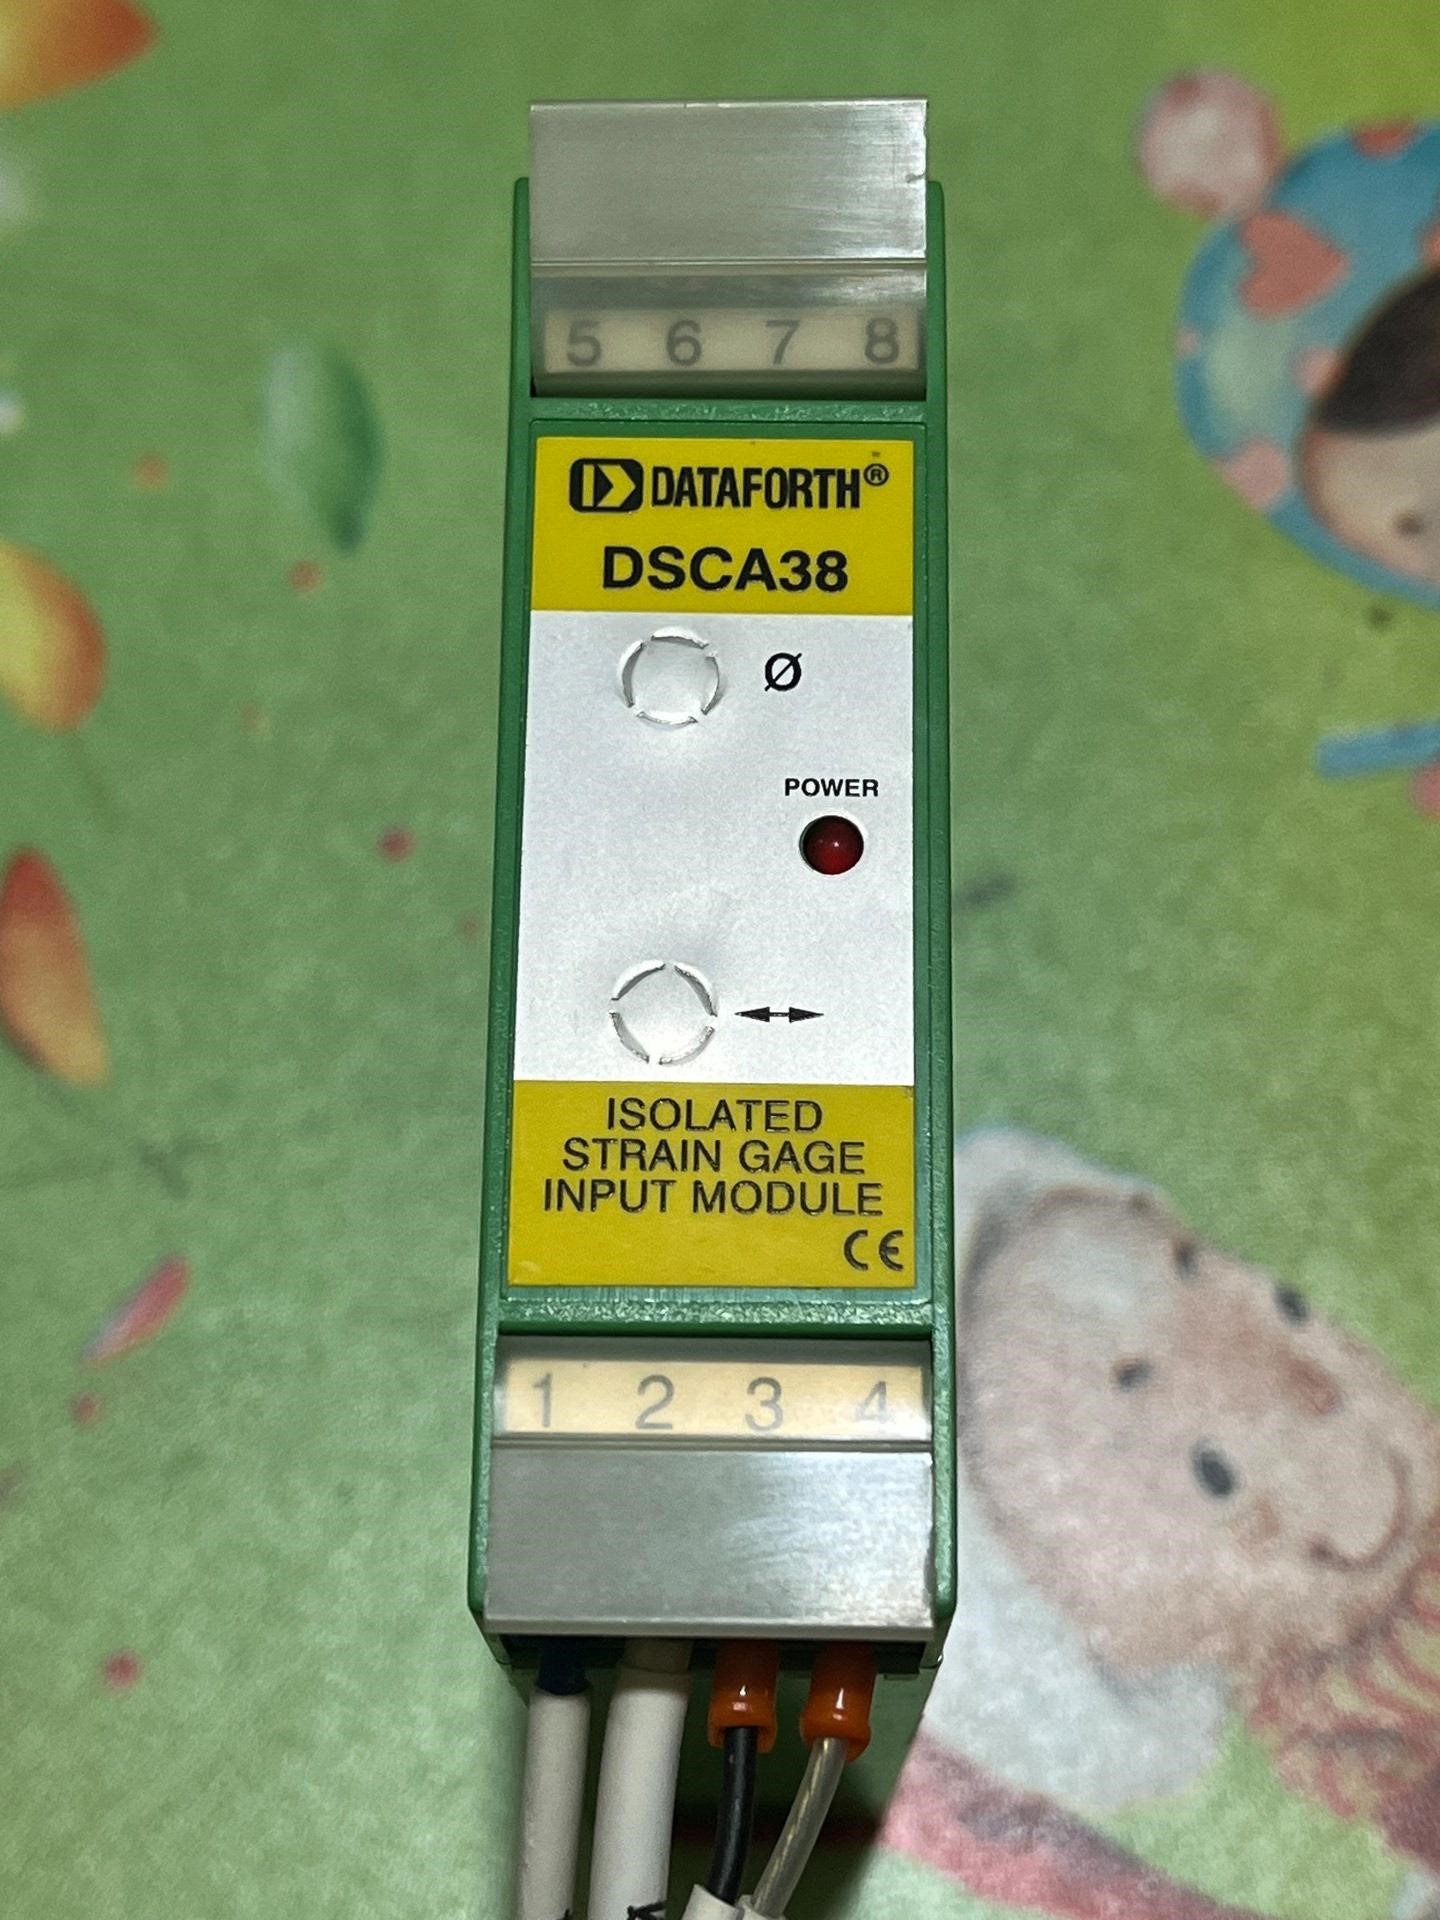 5 6 7 8
DATAFORTH®
DSCA38
Ø
POWER
ISOLATED
STRAIN GAGE
INPUT MODULE
CE
1 2 3 4